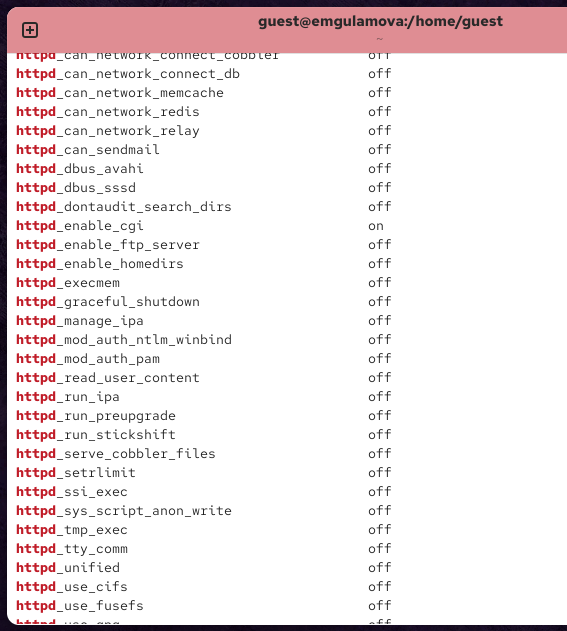 guest@emgulamova:/home/guest
~
httpd_can_network_connect_cobbler off
httpd_can_network_connect_db off
httpd_can_network_memcache off
httpd_can_network_redis off
httpd_can_network_relay off
httpd_can_sendmail off
httpd_dbus_avahi off
httpd_dbus_sssd off
httpd_dontaudit_search_dirs off
httpd_enable_cgi on
httpd_enable_ftp_server off
httpd_enable_homedirs off
httpd_execmem off
httpd_graceful_shutdown off
httpd_manage_ipa off
httpd_mod_auth_ntlm_winbind off
httpd_mod_auth_pam off
httpd_read_user_content off
httpd_run_ipa off
httpd_run_preupgrade off
httpd_run_stickshift off
httpd_serve_cobbler_files off
httpd_setrlimit off
httpd_ssi_exec off
httpd_sys_script_anon_write off
httpd_tmp_exec off
httpd_tty_comm off
httpd_unified off
httpd_use_cifs off
httpd_use_fusefs off